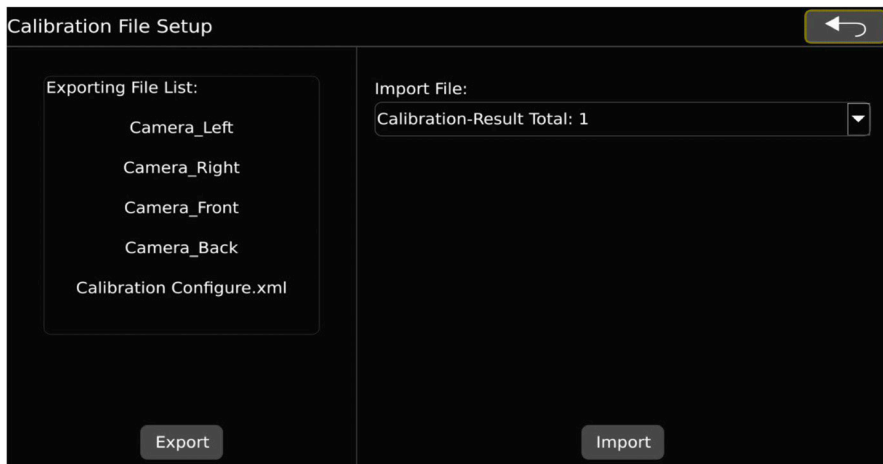 Calibration File Setup
Exporting File List:
Camera_Left
Camera_Right
Camera_Front
Camera_Back
Calibration Configure.xml
Export
Import File:
Calibration-Result Total: 1
Import